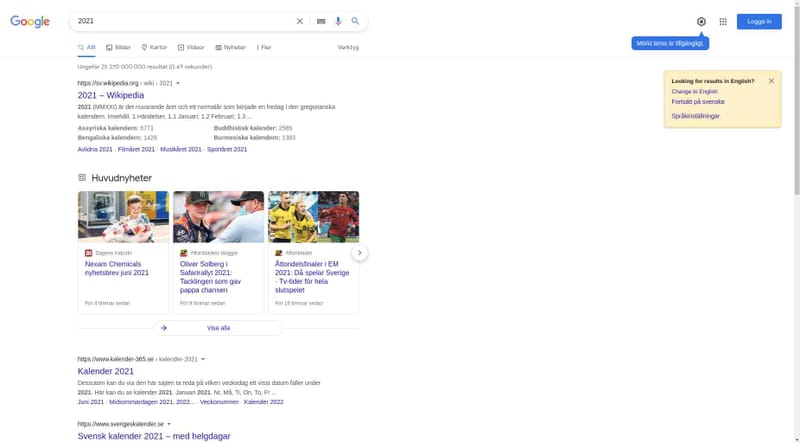 Google
2021
Logga in
Allt
Bilder
Kartor
Videor
Nyheter
Fler
Verktyg
Mörkt tema är tillgängligt.
Ungefär 25 270 000 000 resultat (0,49 sekunder)
https://sv.wikipedia.org › wiki › 2021
2021 – Wikipedia
2021 (MMXXI) är det nuvarande året och ett normalår som började en fredag i den gregorianska
kalendern. Innehåll. 1 Händelser. 1.1 Januari; 1.2 Februari; 1.3 ...
Assyriska kalendern: 6771
Buddhistisk kalender: 2565
Bengaliska kalendern: 1428
Burmesiska kalendern: 1383
Avlidna 2021 · Filmåret 2021 · Musikåret 2021 · Sportåret 2021
Looking for results in English?
Change to English
Fortsätt på svenska
Språkinställningar
Huvudnyheter
Dagens Industri
Nexam Chemicals
nyhetsbrev juni 2021
För 4 timmar sedan
Aftonbladets bloggar
Oliver Solberg i
Safarirallyt 2021:
Tacklingen som gav
pappa chansen
För 9 timmar sedan
Aftonbladet
Åttondetsfinaler i EM
2021: Då spelar Sverige
- Tv-tider för hela
slutspelet
För 15 timmar sedan
Visa alla
https://www.kalender-365.se › kalender-2021
Kalender 2021
Dessutom kan du via den här sajten ta reda på vilken veckodag ett visst datum faller under
2021. Här kan du se kalender 2021. Januari 2021. Nr, Må, Ti, On, To, Fr ...
Juni 2021 · Midsommardagen 2021, 2022... · Veckonummer · Kalender 2022
https://www.sverigeskalender.se
Svensk kalender 2021 – med helgdagar